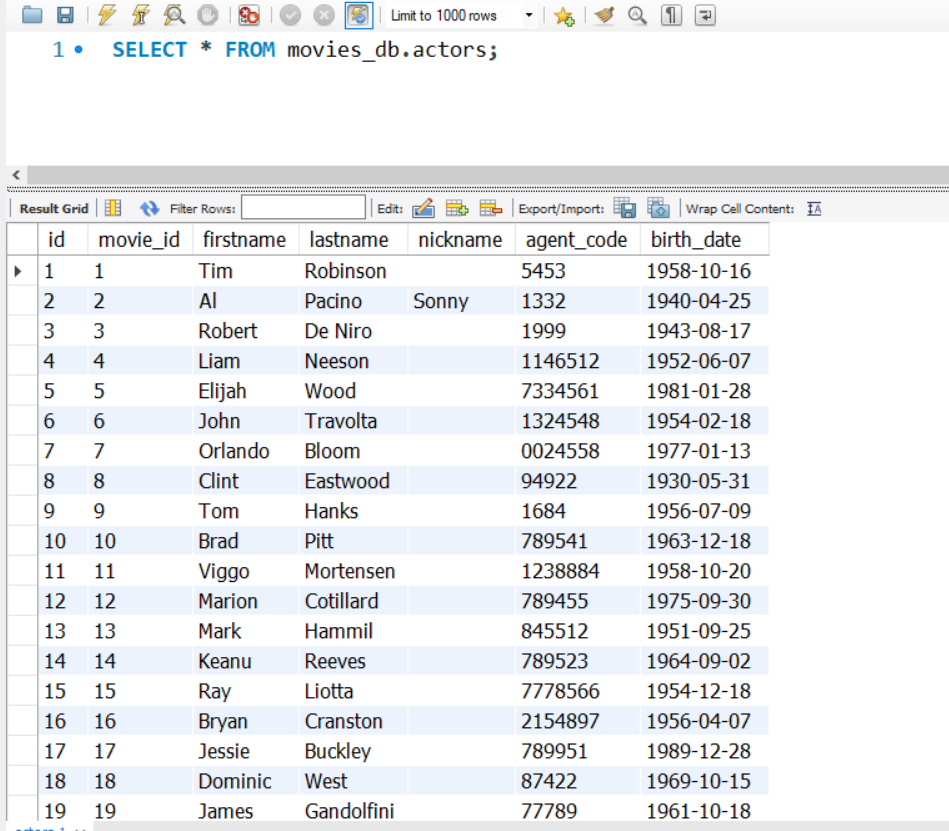 Limit to 1000 rows
1 SELECT * FROM movies_db.actors;
Result Grid Filter Rows: Edit: Export/Import: Wrap Cell Content:
id movie_id firstname lastname nickname agent_code birth_date
1 1 Tim Robinson 5453 1958-10-16
2 2 Al Pacino Sonny 1332 1940-04-25
3 3 Robert De Niro 1999 1943-08-17
4 4 Liam Neeson 1146512 1952-06-07
5 5 Elijah Wood 7334561 1981-01-28
6 6 John Travolta 1324548 1954-02-18
7 7 Orlando Bloom 0024558 1977-01-13
8 8 Clint Eastwood 94922 1930-05-31
9 9 Tom Hanks 1684 1956-07-09
10 10 Brad Pitt 789541 1963-12-18
11 11 Viggo Mortensen 1238884 1958-10-20
12 12 Marion Cotillard 789455 1975-09-30
13 13 Mark Hammil 845512 1951-09-25
14 14 Keanu Reeves 789523 1964-09-02
15 15 Ray Liotta 7778566 1954-12-18
16 16 Bryan Cranston 2154897 1956-04-07
17 17 Jessie Buckley 789951 1989-12-28
18 18 Dominic West 87422 1969-10-15
19 19 James Gandolfini 77789 1961-10-18